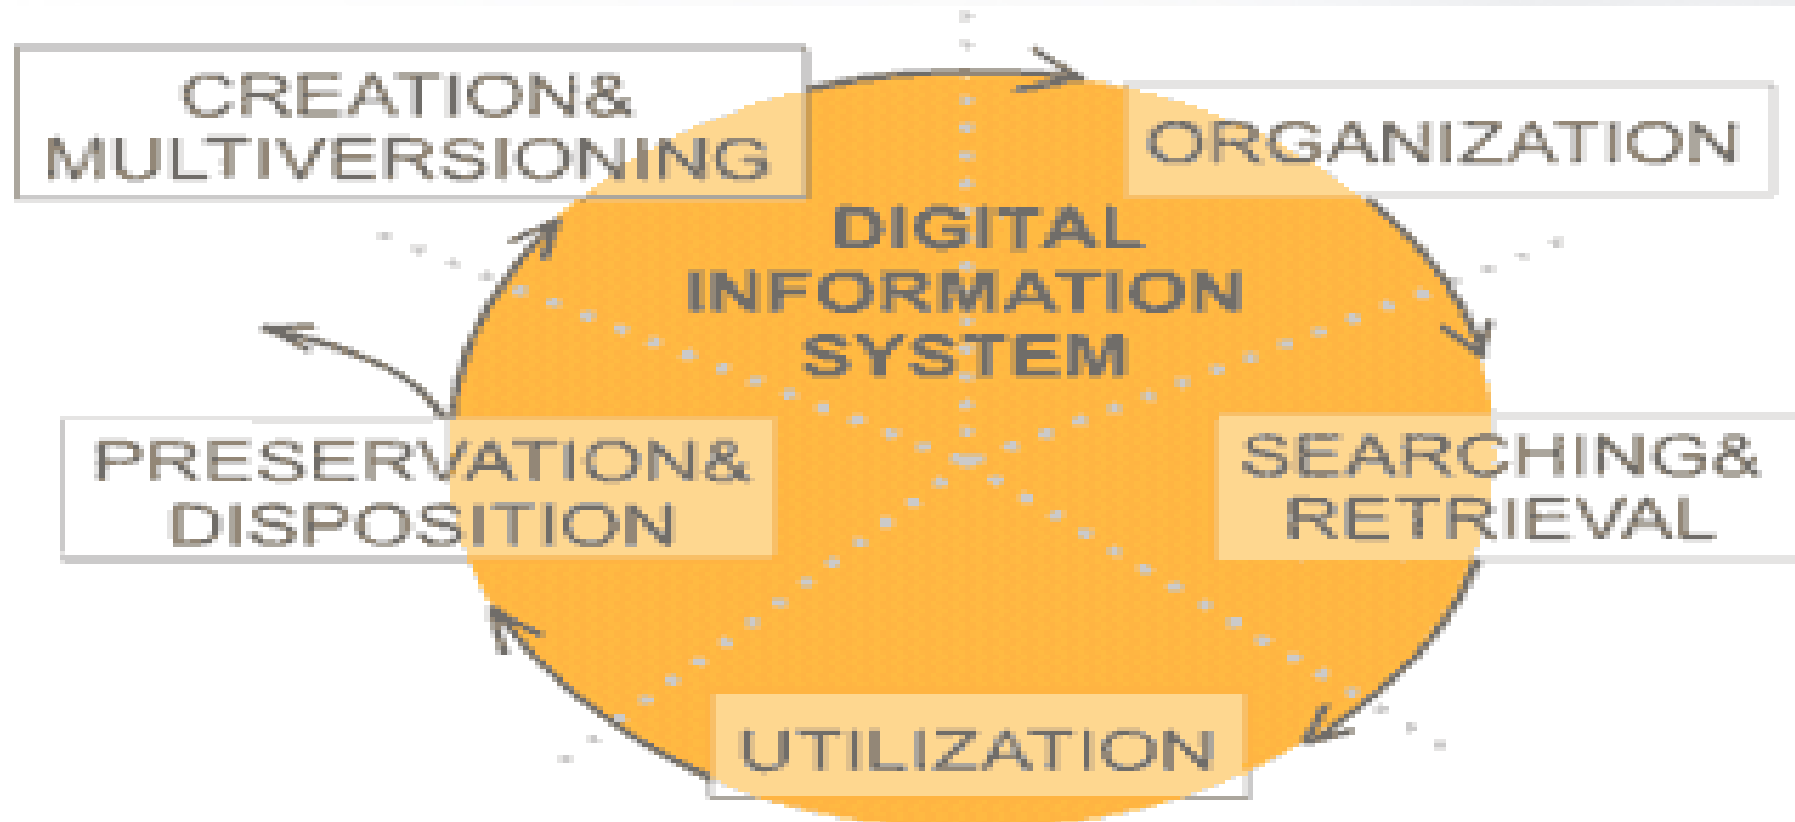 CREATION&
MULTIVERSIONING
ORGANIZATION
DIGITAL
INFORMATION
SYSTEM
PRESERVATION&
DISPOSITION
SEARCHING&
RETRIEVAL
UTILIZATION